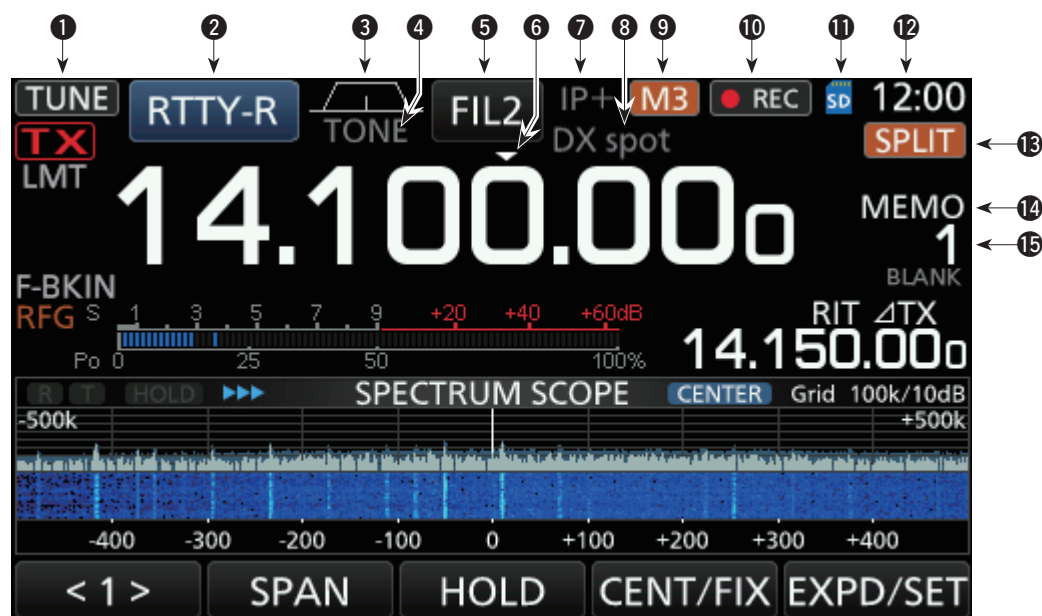 ❶ ❷ ❸ ❹ ❺ ❻ ❼ ❽ ❾ ❿ ⓫ ⓬
TUNE RTTY-R FIL2 IP+ M3 REC SD 12:00
TX TONE DX spot SPLIT ⓭
LMT
14.100.000 MEMO ⓮
1 ⓯
BLANK
F-BKIN
RFG S 1 3 5 7 9 +20 +40 +60dB RIT ⊿TX
Po 0 25 50 100% 14.150.000
R T HOLD SPECTRUM SCOPE CENTER Grid 100k/10dB
-500k +500k
-400 -300 -200 -100 0 +100 +200 +300 +400
< 1 > SPAN HOLD CENT/FIX EXPD/SET